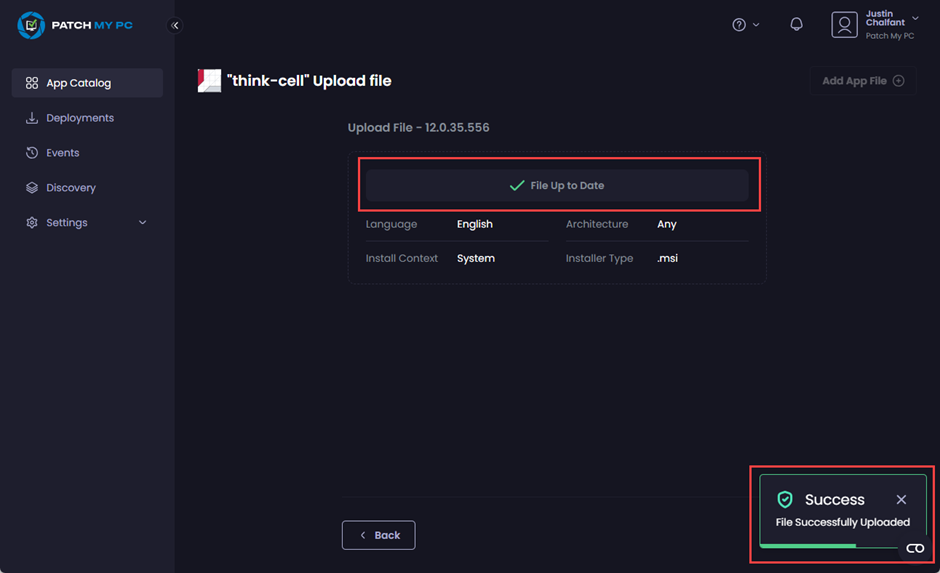 PATCH MY PC
Justin
Chalfant
Patch My PC
App Catalog
Deployments
Events
Discovery
Settings
"think-cell" Upload file
Add App File
Upload File - 12.0.35.556
File Up to Date
Language English Architecture Any
Install Context System Installer Type .msi
Back
Success
File Successfully Uploaded